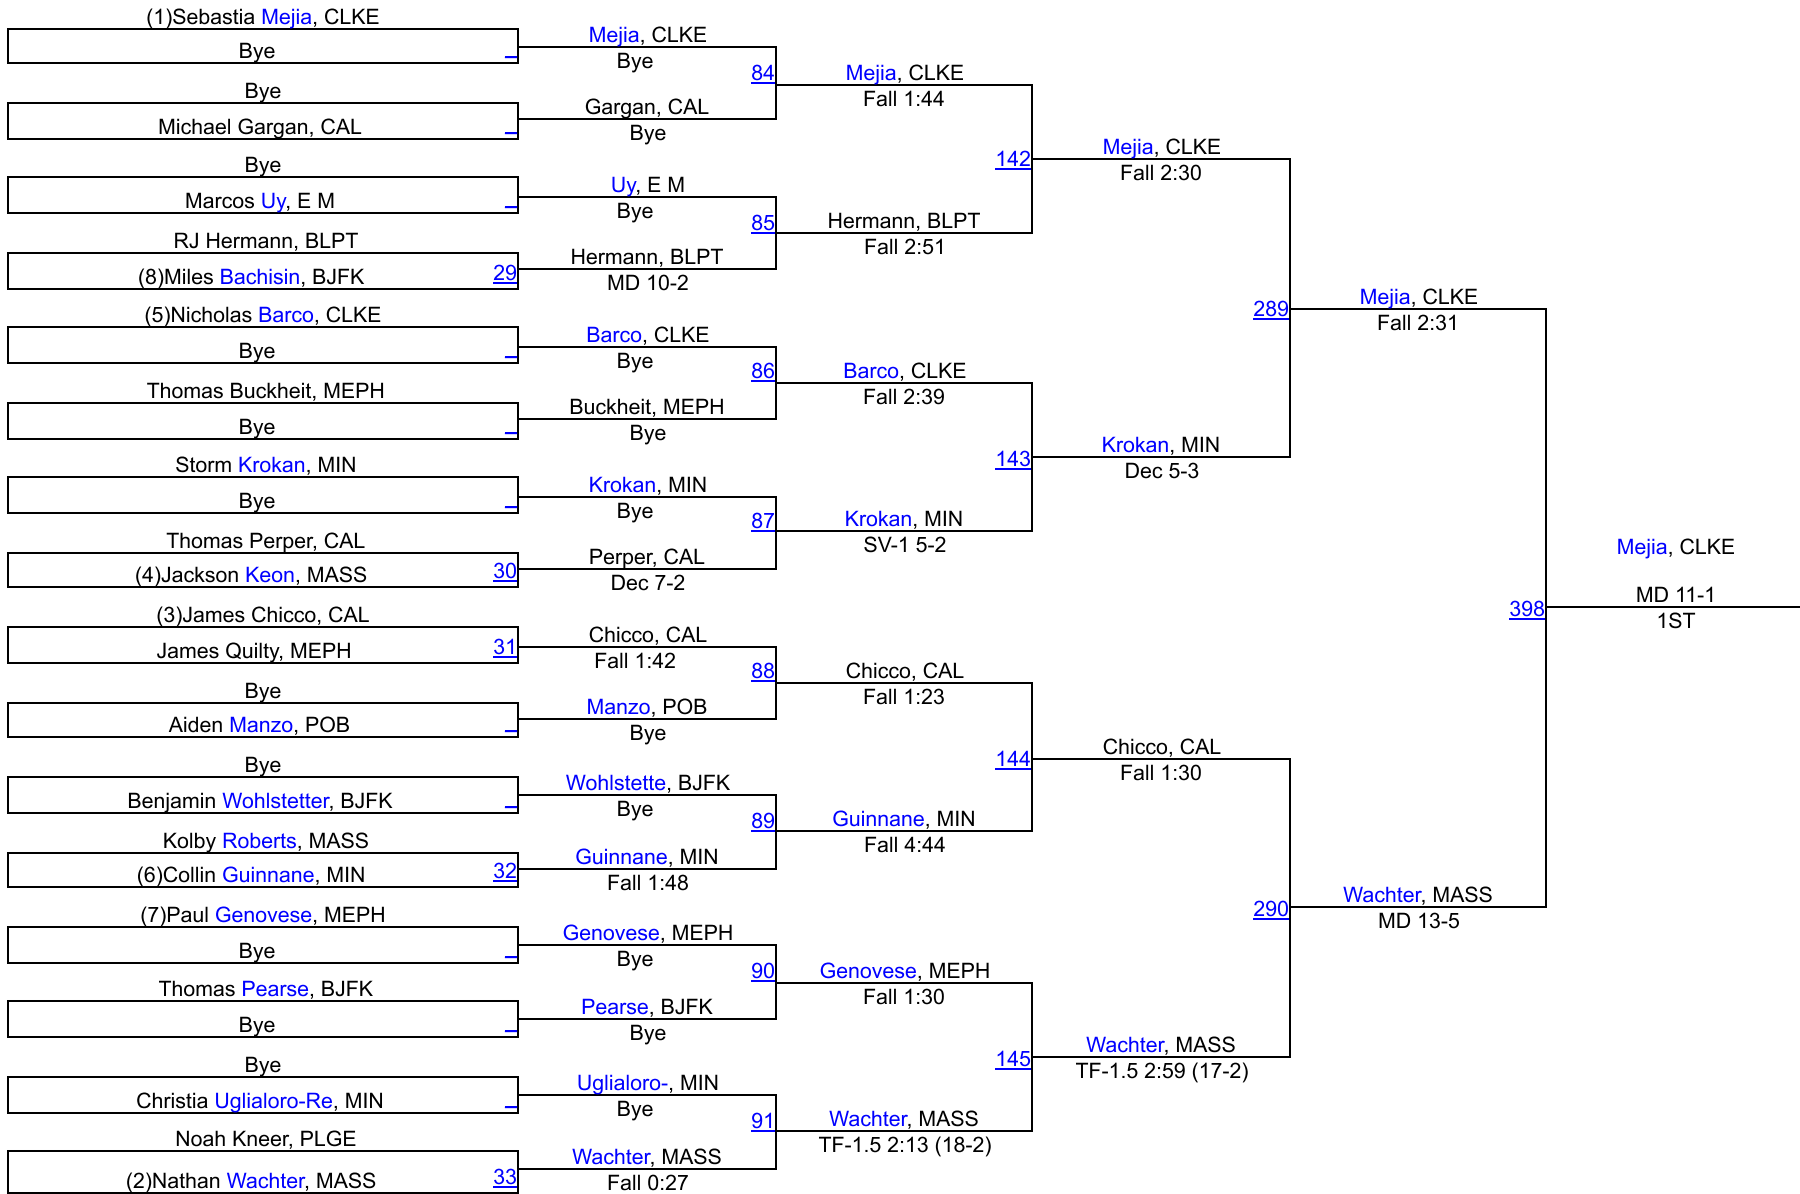 (1)Sebastia Mejia, CLKE
Bye
Bye
Michael Gargan, CAL
Bye
Marcos Uy, E M
RJ Hermann, BLPT
(8)Miles Bachisin, BJFK
29
(5)Nicholas Barco, CLKE
Bye
Thomas Buckheit, MEPH
Bye
Storm Krokan, MIN
Bye
Thomas Perper, CAL
(4)Jackson Keon, MASS
30
(3)James Chicco, CAL
James Quilty, MEPH
31
Bye
Aiden Manzo, POB
Bye
Benjamin Wohlstetter, BJFK
Kolby Roberts, MASS
(6)Collin Guinnane, MIN
32
(7)Paul Genovese, MEPH
Bye
Thomas Pearse, BJFK
Bye
Bye
Christia Uglialoro-Re, MIN
Noah Kneer, PLGE
(2)Nathan Wachter, MASS
33
Mejia, CLKE
Bye
84
Gargan, CAL
Bye
Uy, E M
Bye
85
Hermann, BLPT
MD 10-2
Barco, CLKE
Bye
86
Buckheit, MEPH
Bye
Krokan, MIN
Bye
87
Perper, CAL
Dec 7-2
Chicco, CAL
Fall 1:42
88
Manzo, POB
Bye
Wohlstette, BJFK
Bye
89
Guinnane, MIN
Fall 1:48
Genovese, MEPH
Bye
90
Pearse, BJFK
Bye
Uglialoro-, MIN
Bye
91
Wachter, MASS
Fall 0:27
Mejia, CLKE
Fall 1:44
142
Hermann, BLPT
Fall 2:51
Barco, CLKE
Fall 2:39
143
Krokan, MIN
SV-1 5-2
Chicco, CAL
Fall 1:23
144
Guinnane, MIN
Fall 4:44
Genovese, MEPH
Fall 1:30
145
Wachter, MASS
TF-1.5 2:13 (18-2)
Mejia, CLKE
Fall 2:30
289
Krokan, MIN
Dec 5-3
Chicco, CAL
Fall 1:30
290
Wachter, MASS
TF-1.5 2:59 (17-2)
Mejia, CLKE
Fall 2:31
398
Wachter, MASS
MD 13-5
Mejia, CLKE
MD 11-1
1ST